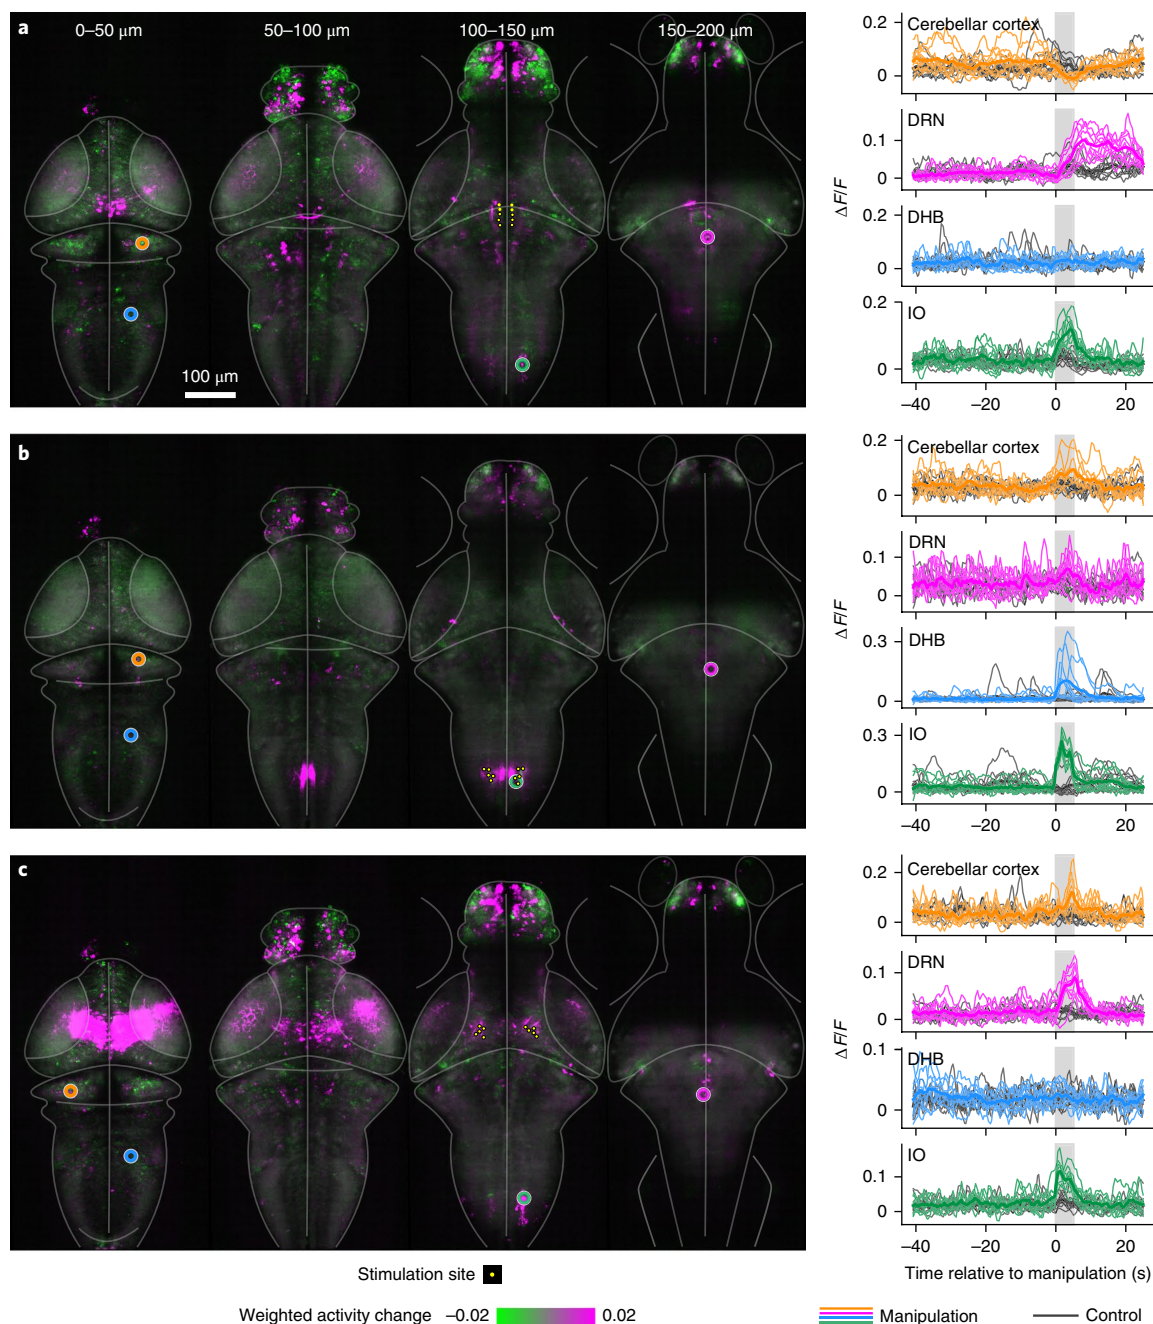 a
0–50 μm
50–100 μm
100–150 μm
150–200 μm
100 μm
Cerebellar cortex
0.2
0
DRN
0.1
0
DHB
0.2
0
IO
0.2
0
ΔF/F
−40
−20
0
20
b
Cerebellar cortex
0.2
0
DRN
0.1
0
DHB
0.3
0
IO
0.3
0
ΔF/F
−40
−20
0
20
c
Cerebellar cortex
0.2
0
DRN
0.1
0
DHB
0.1
0
IO
0.1
0
ΔF/F
−40
−20
0
20
Time relative to manipulation (s)
Stimulation site
Weighted activity change
−0.02
0.02
Manipulation
Control